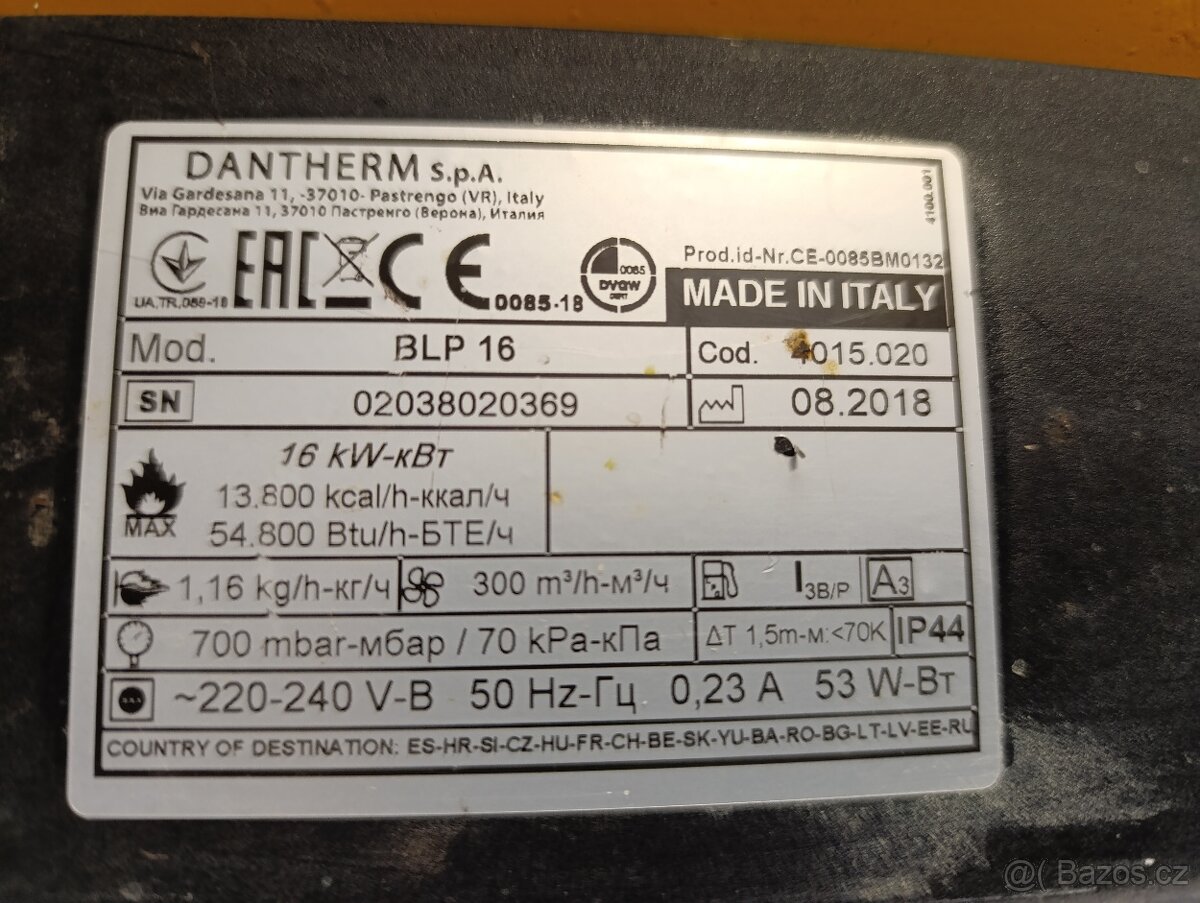 DANTHERM S.p.A.
Via Gardesana 11, -37010- Pastrengo (VR), Italy
Виа Гардесана 11, 37010 Пастренго (Верона), Италия
4100.001
UA.TR.089-18
EAC
CE 0085-18
0085
DVGW
CERT
Prod.id-Nr.CE-0085BM0132
MADE IN ITALY
Mod. BLP 16
Cod. 4015.020
SN 02038020369
08.2018
MAX
16 kW-кВт
13.800 kcal/h-ккал/ч
54.800 Btu/h-БТЕ/ч
1,16 kg/h-кг/ч
300 m³/h-м³/ч
I3B/P
A3
700 mbar-мбар / 70 kPa-кПа
ΔT 1,5m-м:<70K
IP44
~220-240 V-В 50 Hz-Гц 0,23 A 53 W-Вт
COUNTRY OF DESTINATION: ES-HR-SI-CZ-HU-FR-CH-BE-SK-YU-BA-RO-BG-LT-LV-EE-RU
@( Bazos.cz